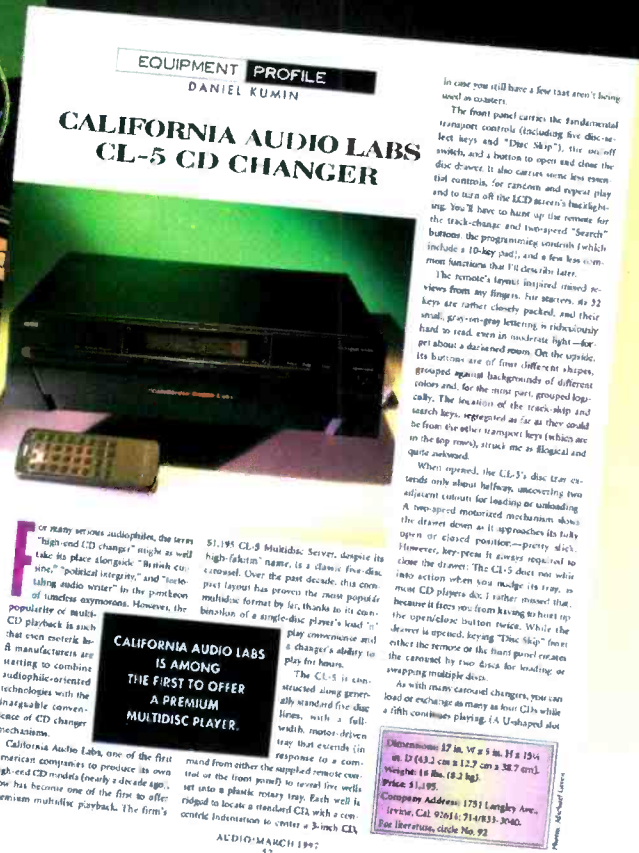 EQUIPMENT PROFILE
DANIEL KUMIN
CALIFORNIA AUDIO LABS
CL-5 CD CHANGER
For many serious audiophiles, the term
"high-end CD changer" might as well
take its place alongside "British cui-
sine," "political integrity," and
taking audio writer" in the pantheon
of timeless oxymorons. However, the
popularity of multi-
CD playback is such
that even esoteric hi-
fi manufacturers are
starting to combine
audiophile-oriented
technologies with the
inarguable conven-
ience of CD changer
mechanisms.
California Audio Labs, one of the first
American companies to produce its own
high-end CD models (nearly a decade ago),
now has become one of the first to offer
premium multidisc playback. The firm's
CALIFORNIA AUDIO LABS
IS AMONG
THE FIRST TO OFFER
A PREMIUM
MULTIDISC PLAYER.
$1,195 CL-5 Multidisc Server, despite its
high-falutin' name, is a classic five-disc
carousel. Over the past decade, this com-
pact layout has proven the most popular
multidisc format by far, thanks to its com-
bination of a single-disc player's load 'n'
play convenience and
a changer's ability to
play for hours.
The CL-5 is con-
structed along gener-
ally standard five-disc
lines, with a full-
width, motor-driven
tray that extends (in
response to a com-
mand from either the supplied remote con-
trol or the front panel) to reveal five wells
set into a plastic rotary tray. Each well is
ridged to locate a standard CD, with a con-
centric indentation to center a 3-inch CD,
in case you still have a few that aren't being
used as coasters.
The front panel carries the fundamental
transport controls (including five disc-se-
lect keys and "Disc Skip"), the on/off
switch, and a button to open and close the
disc drawer. It also carries some less essen-
tial controls, for random and repeat play
and to turn off the LCD screen's backlight-
ing. You'll have to hunt up the remote for
the track-change and two-speed "Search"
buttons, the programming controls (which
include a 10-key pad), and a few less com-
mon functions that I'll describe later.
The remote's layout inspired mixed re-
views from my fingers. For starters, its 32
keys are rather closely packed, and their
small, gray-on-gray lettering is ridiculously
hard to read, even in moderate light—for-
get about a darkened room. On the upside,
its buttons are of four different shapes,
grouped against backgrounds of different
colors and, for the most part, grouped logi-
cally. The location of the track-skip and
search keys, segregated as far as they could
be from the other transport keys (which are
in the top rows), struck me as illogical and
quite awkward.
When opened, the CL-5's disc tray ex-
tends only about halfway, uncovering two
adjacent cutouts for loading or unloading.
A two-speed motorized mechanism slows
the drawer down as it approaches its fully
open or closed position—pretty slick.
However, key-press is always required to
close the drawer: The CL-5 does not whir
into action when you nudge its tray, as
most CD players do; I rather missed that,
because it frees you from having to hunt up
the open/close button twice. While the
drawer is opened, keying "Disc Skip" from
either the remote or the front panel rotates
the carousel by two discs for loading or
swapping multiple discs.
As with many carousel changers, you can
load or exchange as many as four CDs while
a fifth continues playing. (A U-shaped slot
Dimensions: 17 in. W x 5 in. H x 15¼
in. D (43.2 cm x 12.7 cm x 38.7 cm).
Weight: 18 lbs. (8.2 kg).
Price: $1,195.
Company Address: 1751 Langley Ave.,
Irvine, Cal. 92614; 714/833-3040.
For literature, circle No. 92
AUDIO/MARCH 1997